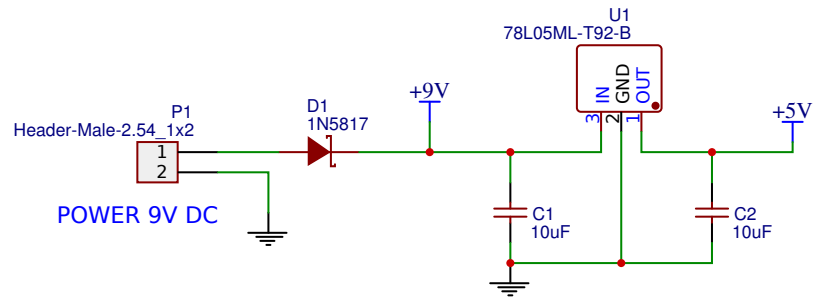 U1
78L05ML-T92-B
IN
GND
OUT
3
2
1
+9V
+5V
D1
1N5817
P1
Header-Male-2.54_1x2
1
2
POWER 9V DC
C1
10uF
C2
10uF